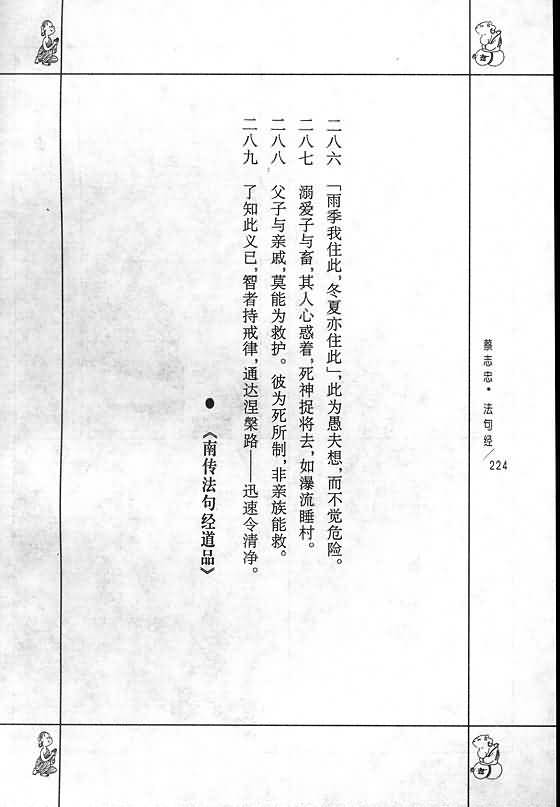 二八六 「雨季我住此，冬夏亦住此」，此为愚夫想，而不觉危险。
二八七 溺爱子与畜，其人心惑着，死神捉将去，如瀑流睡村。
二八八 父子与亲戚，莫能为救护。彼为死所制，非亲族能救。
二八九 了知此义已，智者持戒律，通达涅槃路——迅速令清净。
●《南传法句经道品》
蔡志忠·法句经／224